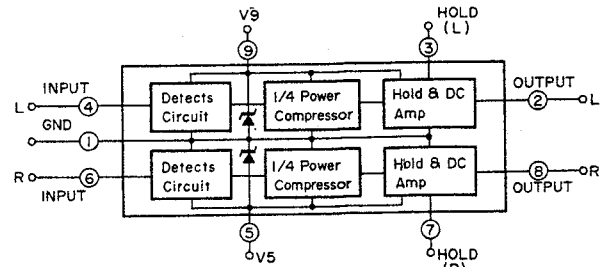 V9
HOLD
(L)
9
3
INPUT
OUTPUT
L
4
Detects
Circuit
1/4 Power
Compressor
Hold & DC
Amp
2
L
GND
1
R
6
Detects
Circuit
1/4 Power
Compressor
Hold & DC
Amp
8
R
INPUT
OUTPUT
5
7
V5
HOLD
(R)